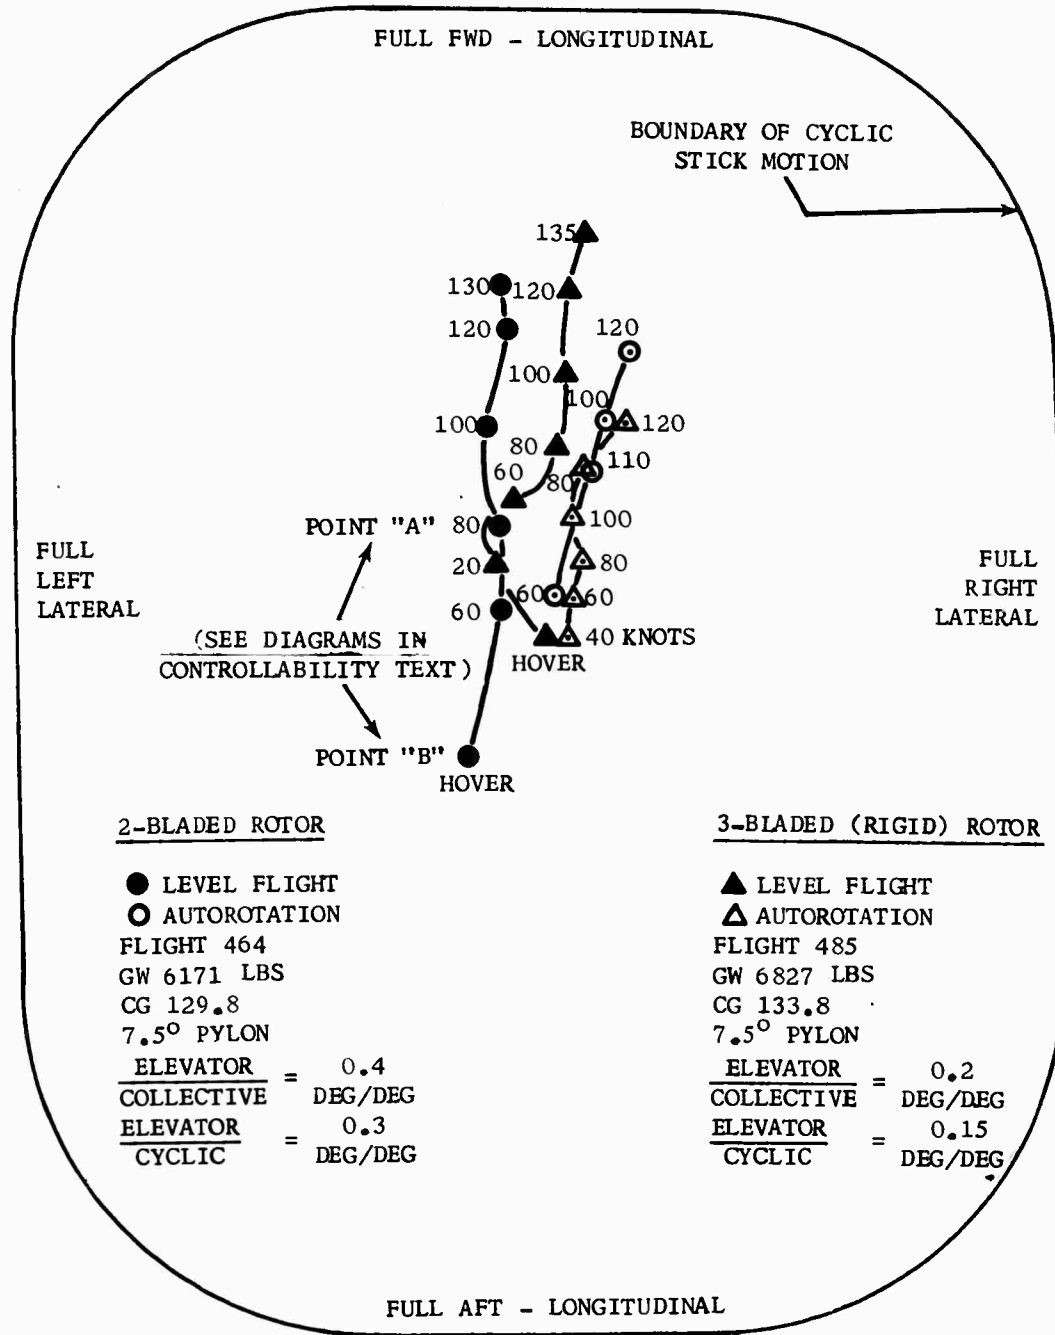 FULL FWD - LONGITUDINAL
BOUNDARY OF CYCLIC
STICK MOTION
135
130
120
120
120
100
100
100
120
80
110
60
80
POINT "A"
80
100
FULL
LEFT
LATERAL
20
80
FULL
RIGHT
LATERAL
60
60
60
(SEE DIAGRAMS IN
CONTROLLABILITY TEXT)
40 KNOTS
HOVER
POINT "B"
HOVER
2-BLADED ROTOR
LEVEL FLIGHT
AUTOROTATION
FLIGHT 464
GW 6171 LBS
CG 129.8
7.5° PYLON
ELEVATOR
COLLECTIVE
=
0.4
DEG/DEG
ELEVATOR
CYCLIC
=
0.3
DEG/DEG
3-BLADED (RIGID) ROTOR
LEVEL FLIGHT
AUTOROTATION
FLIGHT 485
GW 6827 LBS
CG 133.8
7.5° PYLON
ELEVATOR
COLLECTIVE
=
0.2
DEG/DEG
ELEVATOR
CYCLIC
=
0.15
DEG/DEG
FULL AFT - LONGITUDINAL